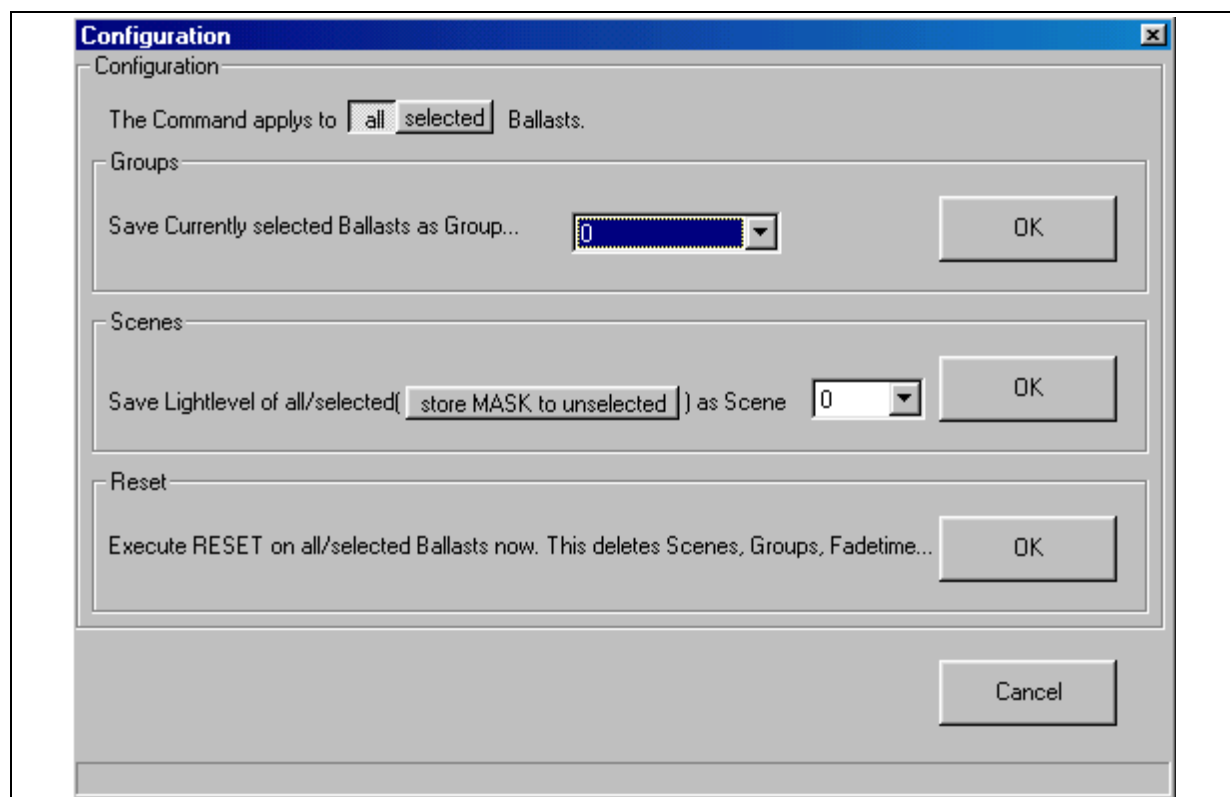 Configuration
Configuration
The Command applys to all selected Ballasts.
Groups
Save Currently selected Ballasts as Group... 0 OK
Scenes
Save Lightlevel of all/selected( store MASK to unselected ) as Scene 0 OK
Reset
Execute RESET on all/selected Ballasts now. This deletes Scenes, Groups, Fadetime... OK
Cancel